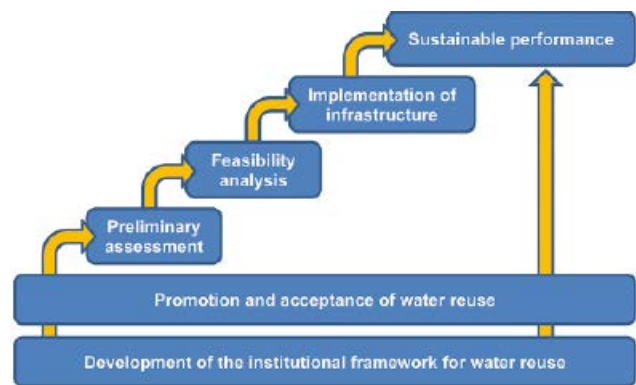 Sustainable performance
Implementation of
infrastructure
Feasibility
analysis
Preliminary
assessment
Promotion and acceptance of water reuse
Development of the institutional framework for water reuse